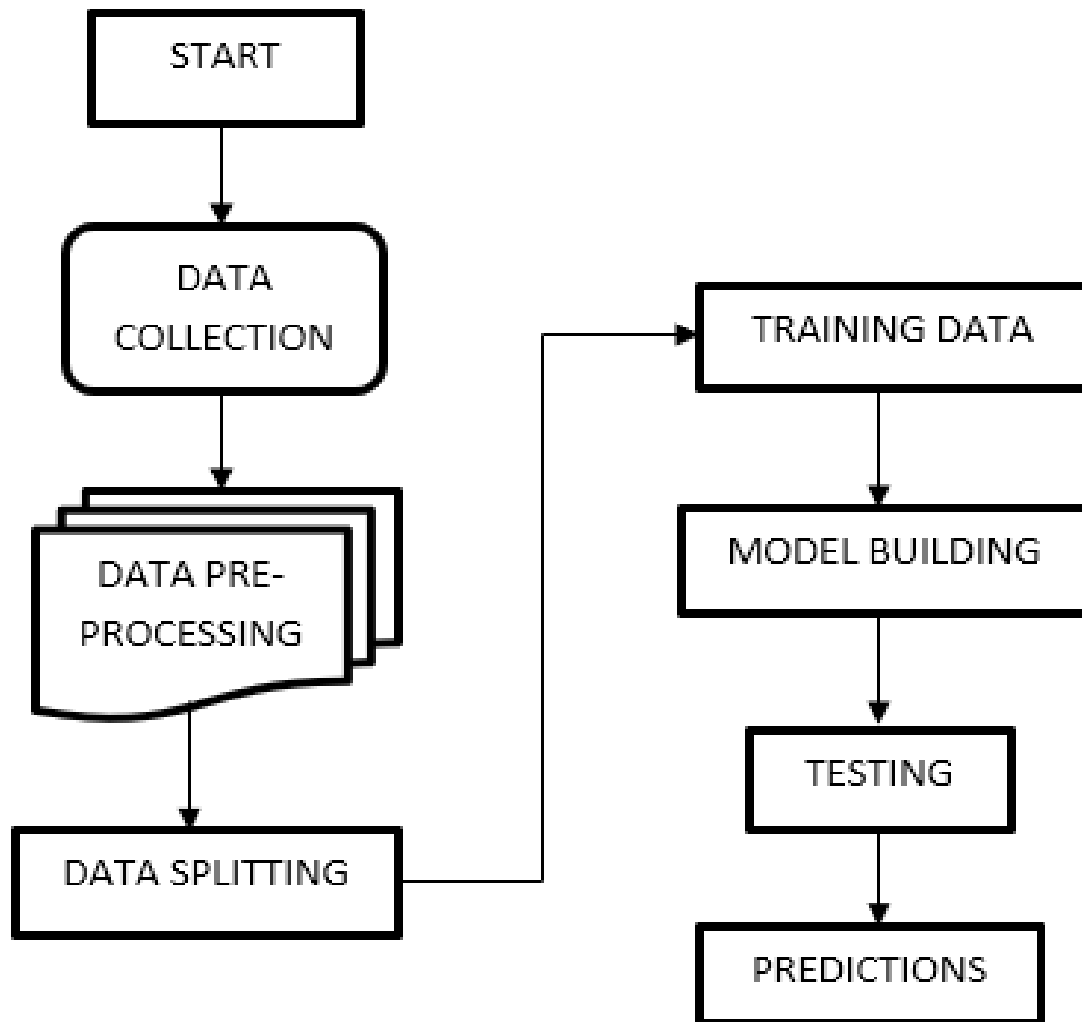 START
DATA
COLLECTION
DATA PRE-
PROCESSING
DATA SPLITTING
TRAINING DATA
MODEL BUILDING
TESTING
PREDICTIONS